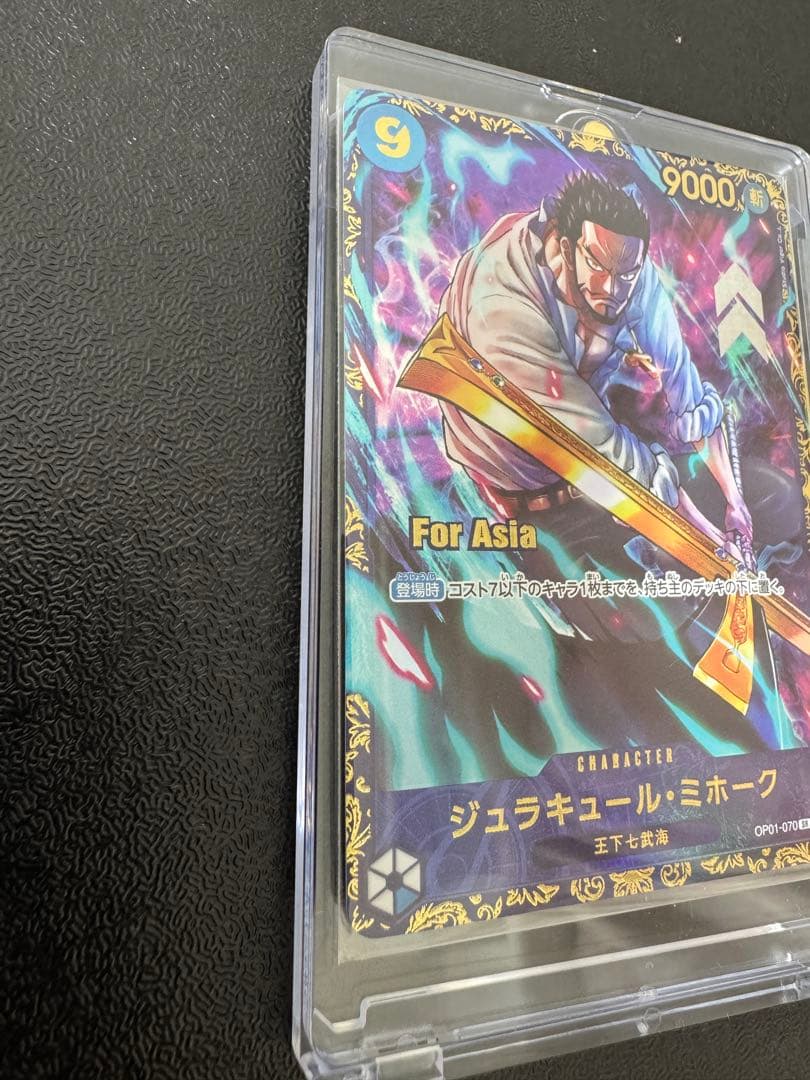 9
9000 斬
For Asia
登場時 コスト7以下のキャラ1枚までを、持ち主のデッキの下に置く。
CHARACTER
ジュラキュール・ミホーク
王下七武海
OP01-070 SR